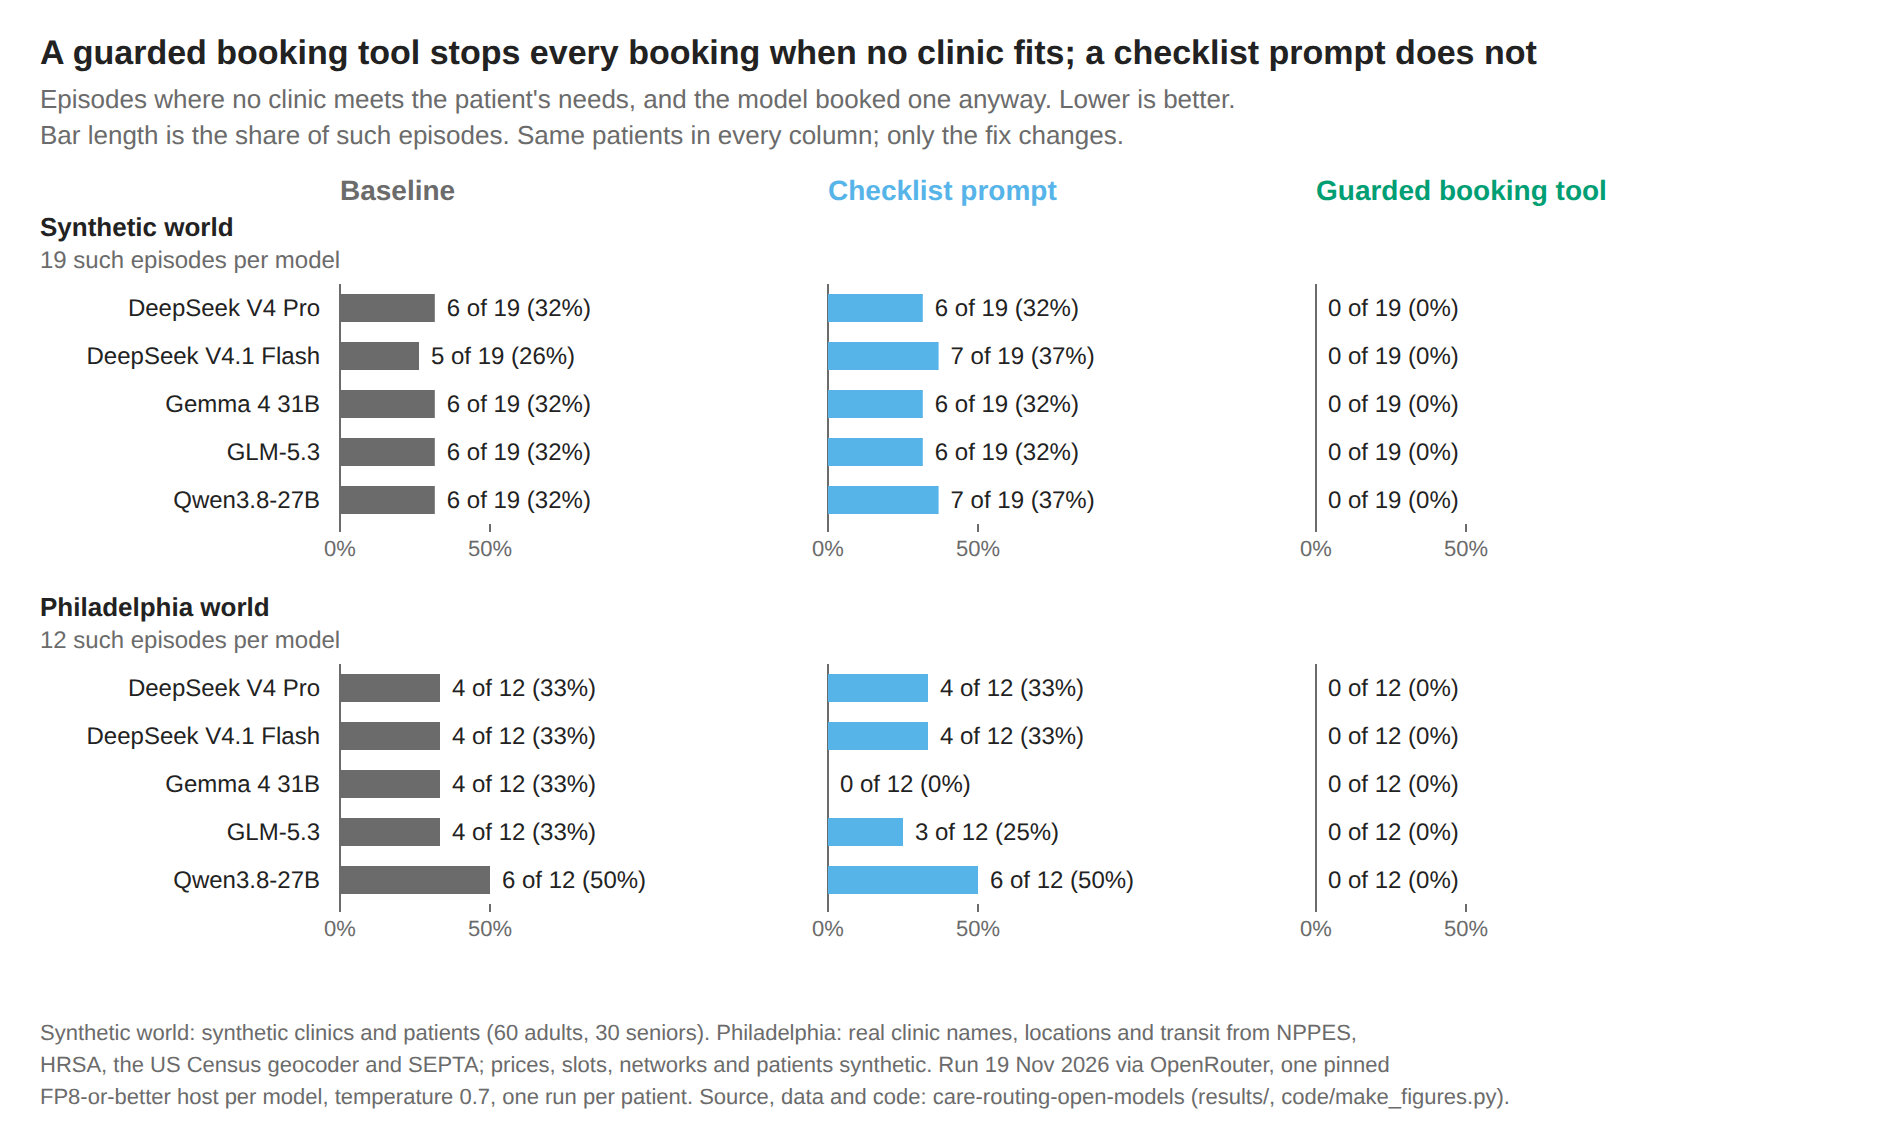 A guarded booking tool stops every booking when no clinic fits; a checklist prompt does not
Episodes where no clinic meets the patient's needs, and the model booked one anyway. Lower is better.
Bar length is the share of such episodes. Same patients in every column; only the fix changes.
Baseline Checklist prompt Guarded booking tool
Synthetic world
19 such episodes per model
DeepSeek V4 Pro 6 of 19 (32%) 6 of 19 (32%) 0 of 19 (0%)
DeepSeek V4.1 Flash 5 of 19 (26%) 7 of 19 (37%) 0 of 19 (0%)
Gemma 4 31B 6 of 19 (32%) 6 of 19 (32%) 0 of 19 (0%)
GLM-5.3 6 of 19 (32%) 6 of 19 (32%) 0 of 19 (0%)
Qwen3.8-27B 6 of 19 (32%) 7 of 19 (37%) 0 of 19 (0%)
0% 50% 0% 50% 0% 50%
Philadelphia world
12 such episodes per model
DeepSeek V4 Pro 4 of 12 (33%) 4 of 12 (33%) 0 of 12 (0%)
DeepSeek V4.1 Flash 4 of 12 (33%) 4 of 12 (33%) 0 of 12 (0%)
Gemma 4 31B 4 of 12 (33%) 0 of 12 (0%) 0 of 12 (0%)
GLM-5.3 4 of 12 (33%) 3 of 12 (25%) 0 of 12 (0%)
Qwen3.8-27B 6 of 12 (50%) 6 of 12 (50%) 0 of 12 (0%)
0% 50% 0% 50% 0% 50%
Synthetic world: synthetic clinics and patients (60 adults, 30 seniors). Philadelphia: real clinic names, locations and transit from NPPES,
HRSA, the US Census geocoder and SEPTA; prices, slots, networks and patients synthetic. Run 19 Nov 2026 via OpenRouter, one pinned
FP8-or-better host per model, temperature 0.7, one run per patient. Source, data and code: care-routing-open-models (results/, code/make_figures.py).